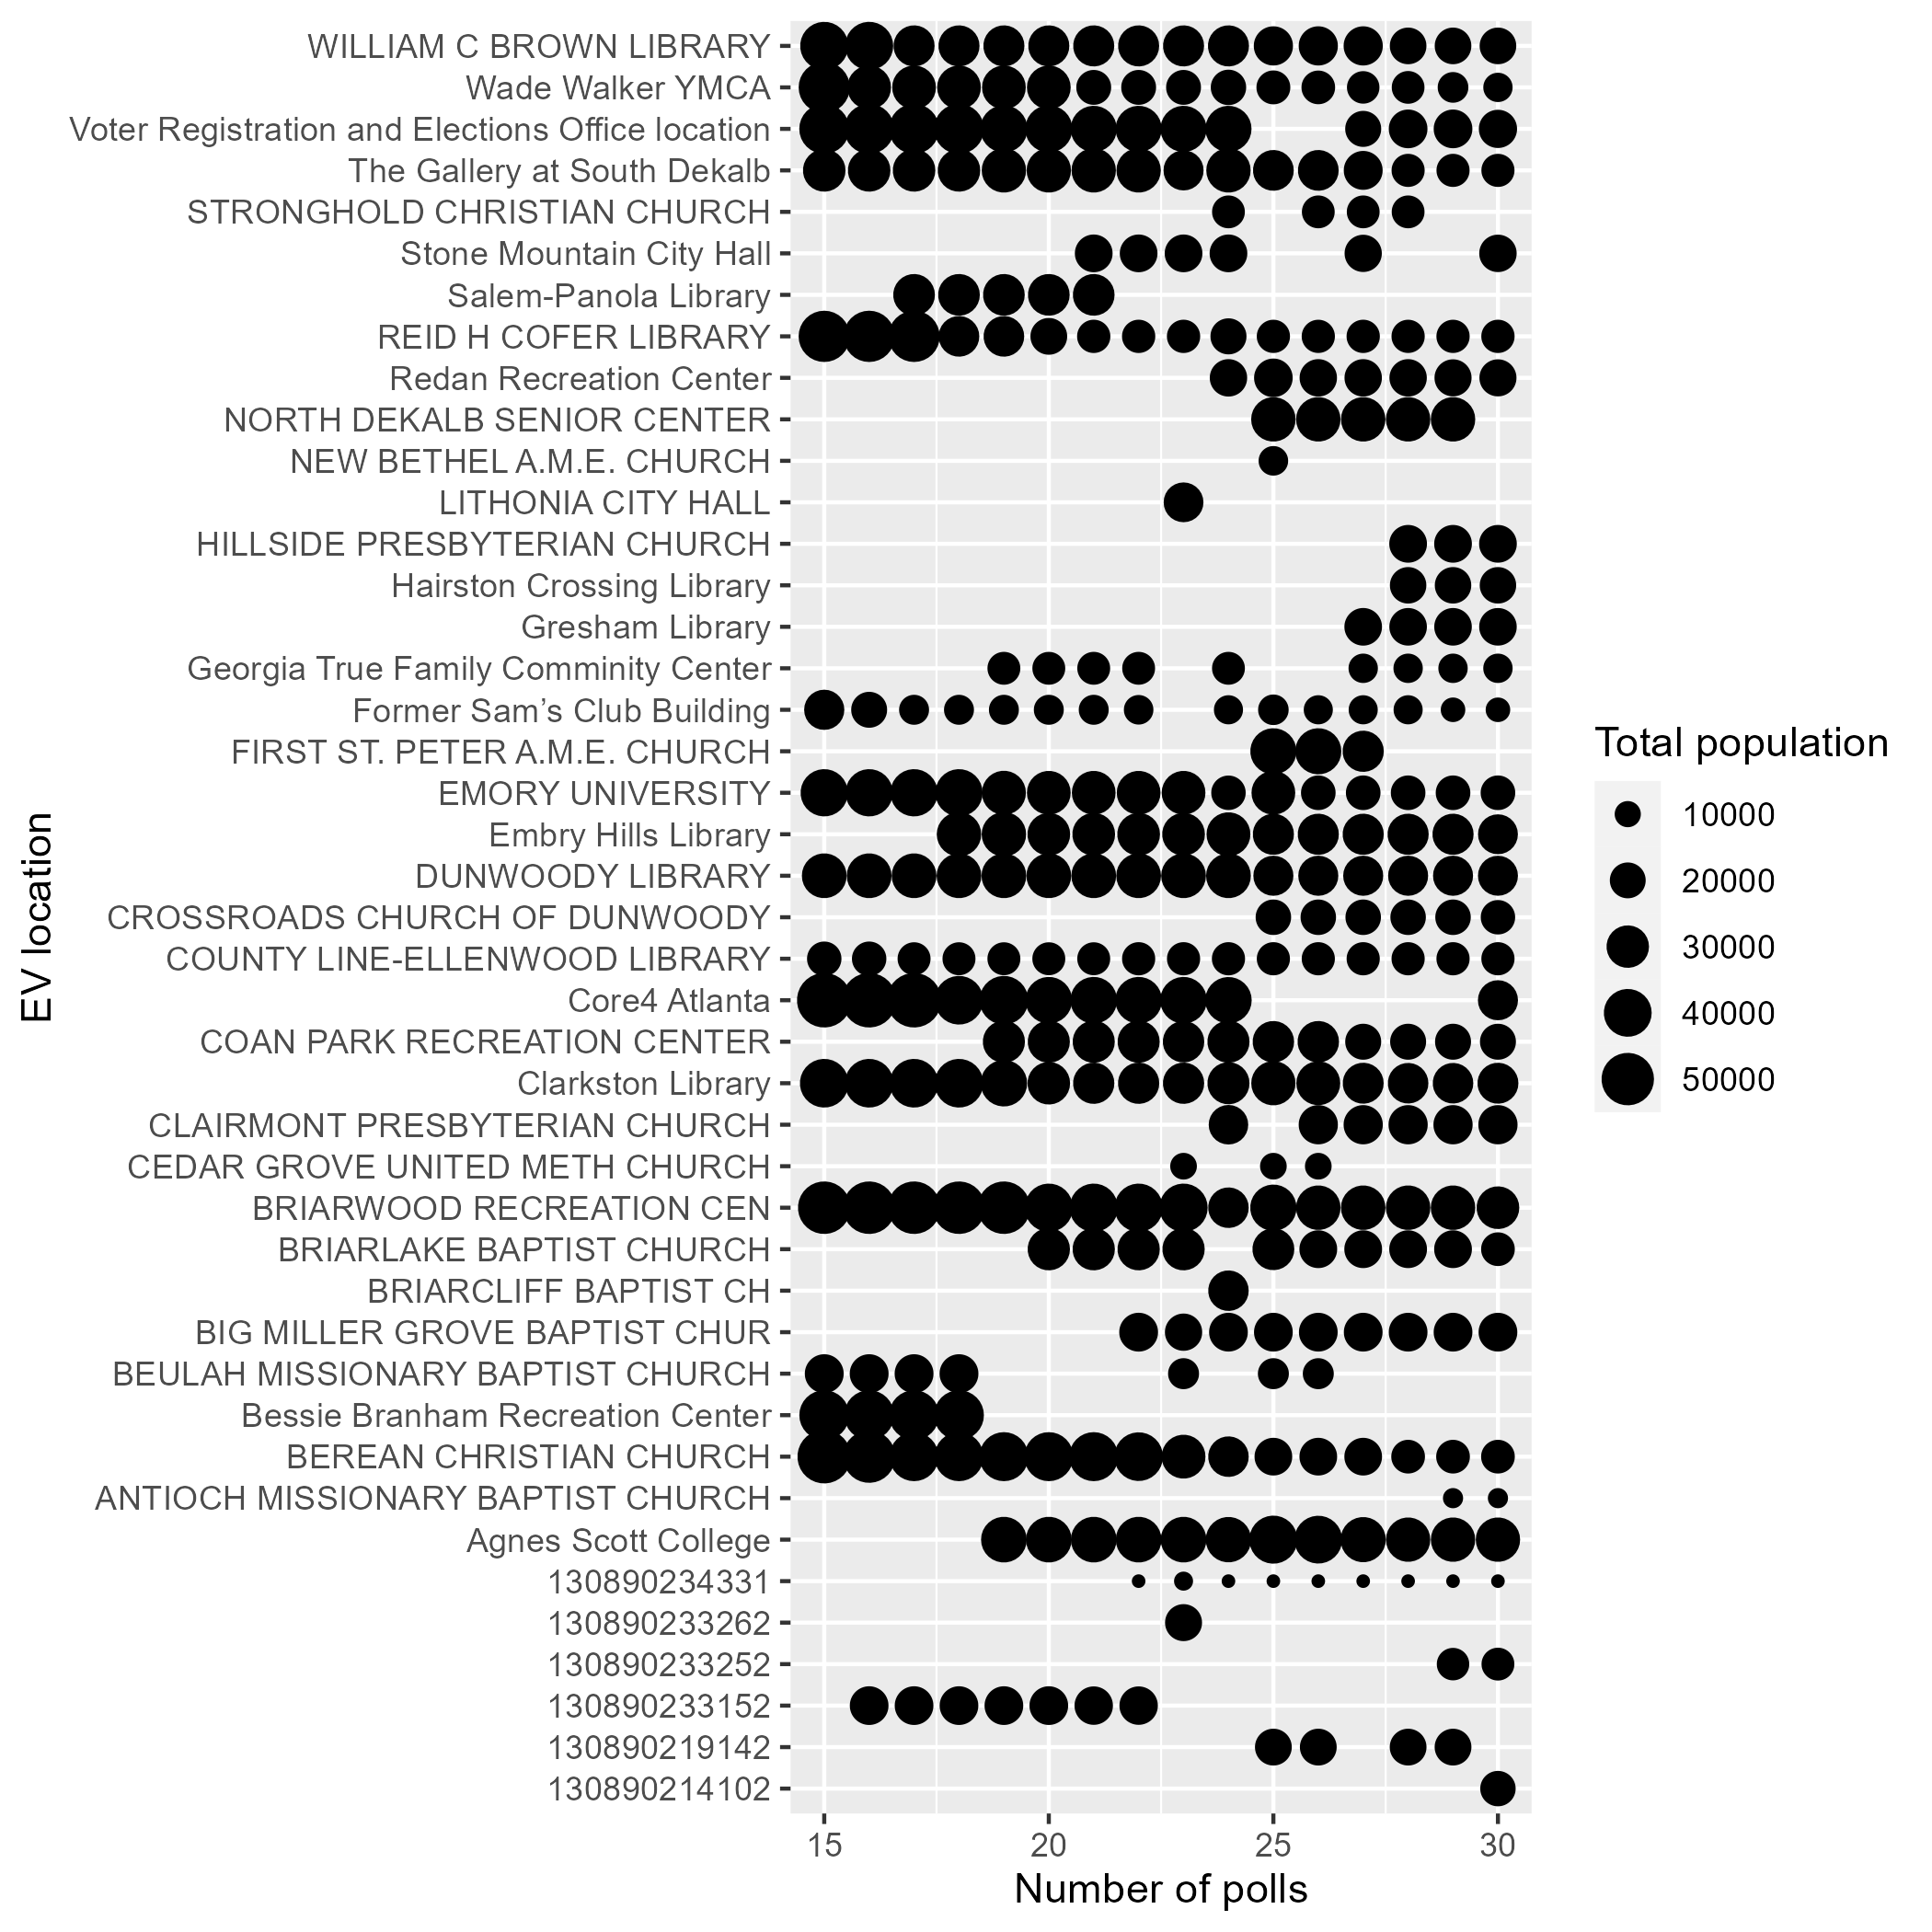 WILLIAM C BROWN LIBRARY
Wade Walker YMCA
Voter Registration and Elections Office location
The Gallery at South Dekalb
STRONGHOLD CHRISTIAN CHURCH
Stone Mountain City Hall
Salem-Panola Library
REID H COFER LIBRARY
Redan Recreation Center
NORTH DEKALB SENIOR CENTER
NEW BETHEL A.M.E. CHURCH
LITHONIA CITY HALL
HILLSIDE PRESBYTERIAN CHURCH
Hairston Crossing Library
Gresham Library
Georgia True Family Comminity Center
Former Sam’s Club Building
FIRST ST. PETER A.M.E. CHURCH
EMORY UNIVERSITY
Embry Hills Library
DUNWOODY LIBRARY
CROSSROADS CHURCH OF DUNWOODY
COUNTY LINE-ELLENWOOD LIBRARY
Core4 Atlanta
COAN PARK RECREATION CENTER
Clarkston Library
CLAIRMONT PRESBYTERIAN CHURCH
CEDAR GROVE UNITED METH CHURCH
BRIARWOOD RECREATION CEN
BRIARLAKE BAPTIST CHURCH
BRIARCLIFF BAPTIST CH
BIG MILLER GROVE BAPTIST CHUR
BEULAH MISSIONARY BAPTIST CHURCH
Bessie Branham Recreation Center
BEREAN CHRISTIAN CHURCH
ANTIOCH MISSIONARY BAPTIST CHURCH
Agnes Scott College
130890234331
130890233262
130890233252
130890233152
130890219142
130890214102
EV location
15 20 25 30
Number of polls
Total population
10000
20000
30000
40000
50000